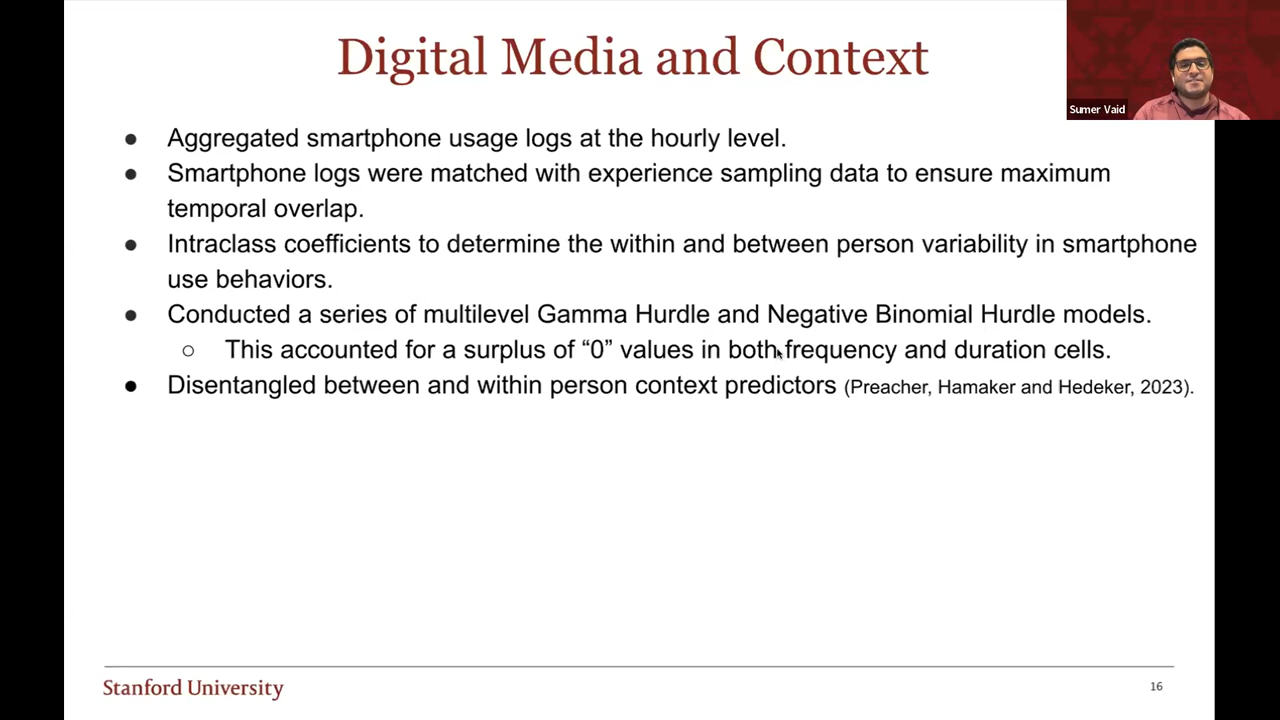 Digital Media and Context
Sumer Vaid
● Aggregated smartphone usage logs at the hourly level.
● Smartphone logs were matched with experience sampling data to ensure maximum
temporal overlap.
● Intraclass coefficients to determine the within and between person variability in smartphone
use behaviors.
● Conducted a series of multilevel Gamma Hurdle and Negative Binomial Hurdle models.
○ This accounted for a surplus of “0” values in both frequency and duration cells.
● Disentangled between and within person context predictors (Preacher, Hamaker and Hedeker, 2023).
Stanford University
16